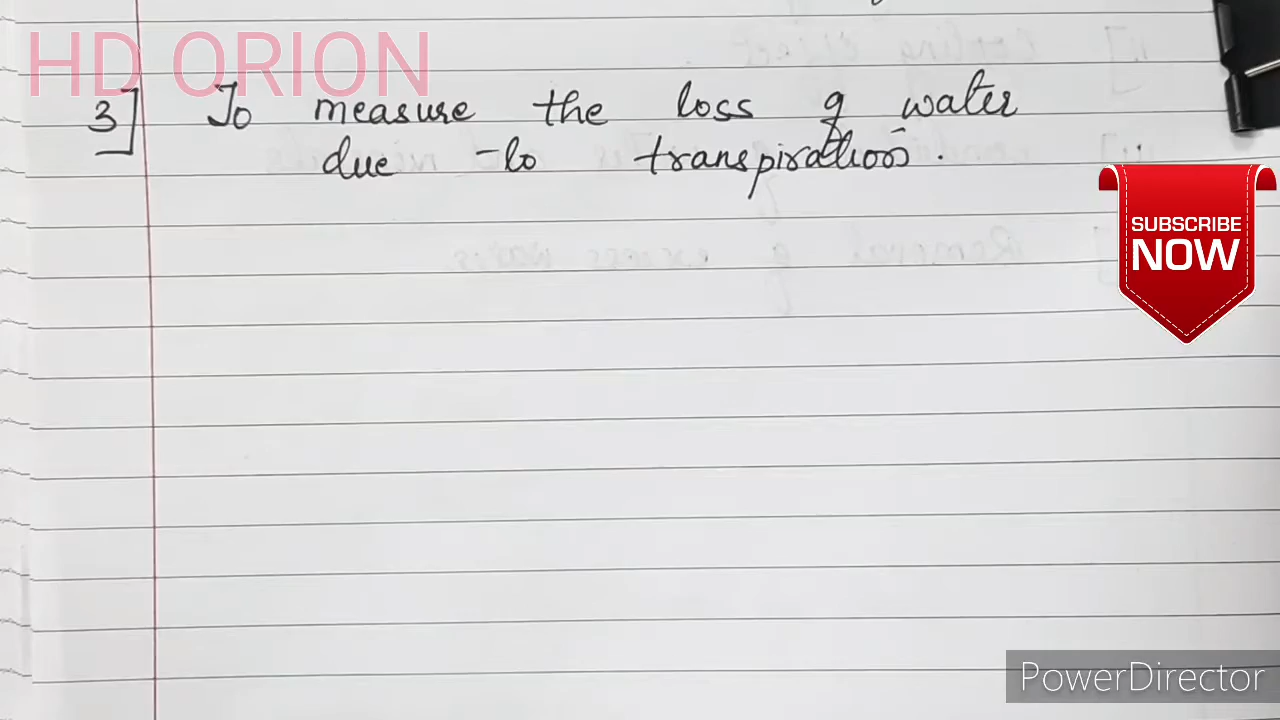 HD ORION
3] To measure the loss of water
due to transpiration.
SUBSCRIBE
NOW
PowerDirector